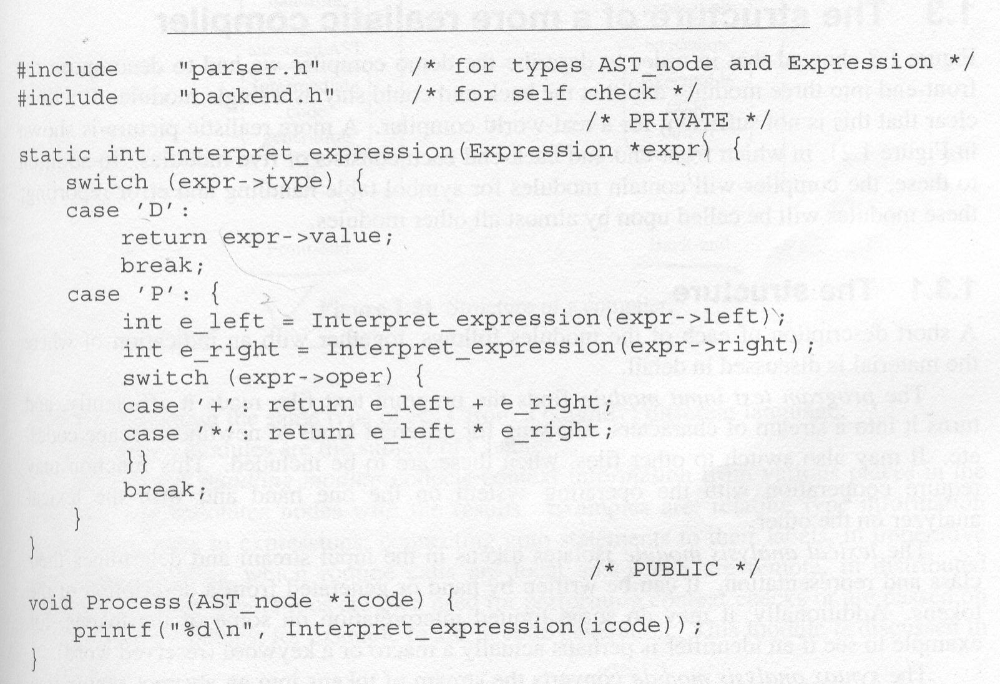 #include "parser.h" /* for types AST_node and Expression */
#include "backend.h" /* for self check */
/* PRIVATE */
static int Interpret_expression(Expression *expr) {
switch (expr->type) {
case 'D':
return expr->value;
break;
case 'P': {
int e_left = Interpret_expression(expr->left);
int e_right = Interpret_expression(expr->right);
switch (expr->oper) {
case '+': return e_left + e_right;
case '*': return e_left * e_right;
}}
break;
}
}
/* PUBLIC */
void Process(AST_node *icode) {
printf("%d\n", Interpret_expression(icode));
}